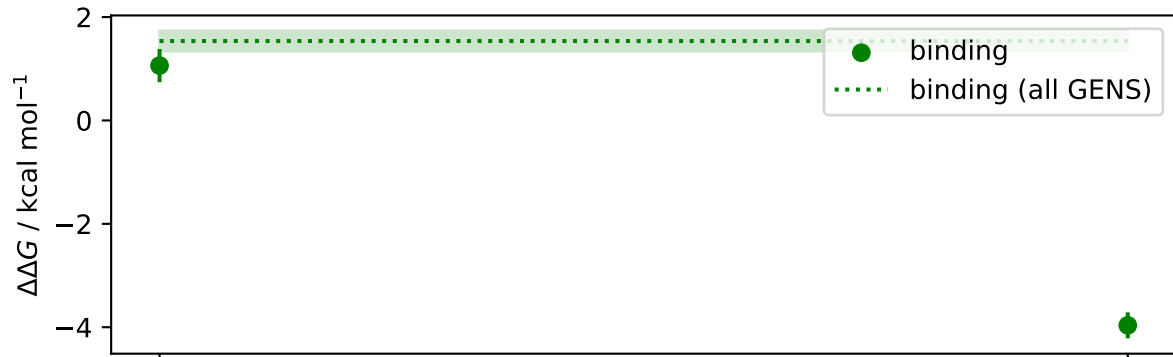 2
0
−2
−4
ΔΔG / kcal mol⁻¹
binding
binding (all GENS)